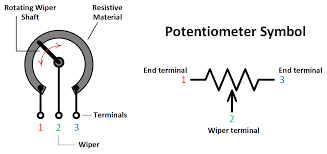 Rotating Wiper
Shaft
Resistive
Material
Terminals
1 2 3
Wiper
Potentiometer Symbol
End terminal
1
End terminal
3
2
Wiper terminal